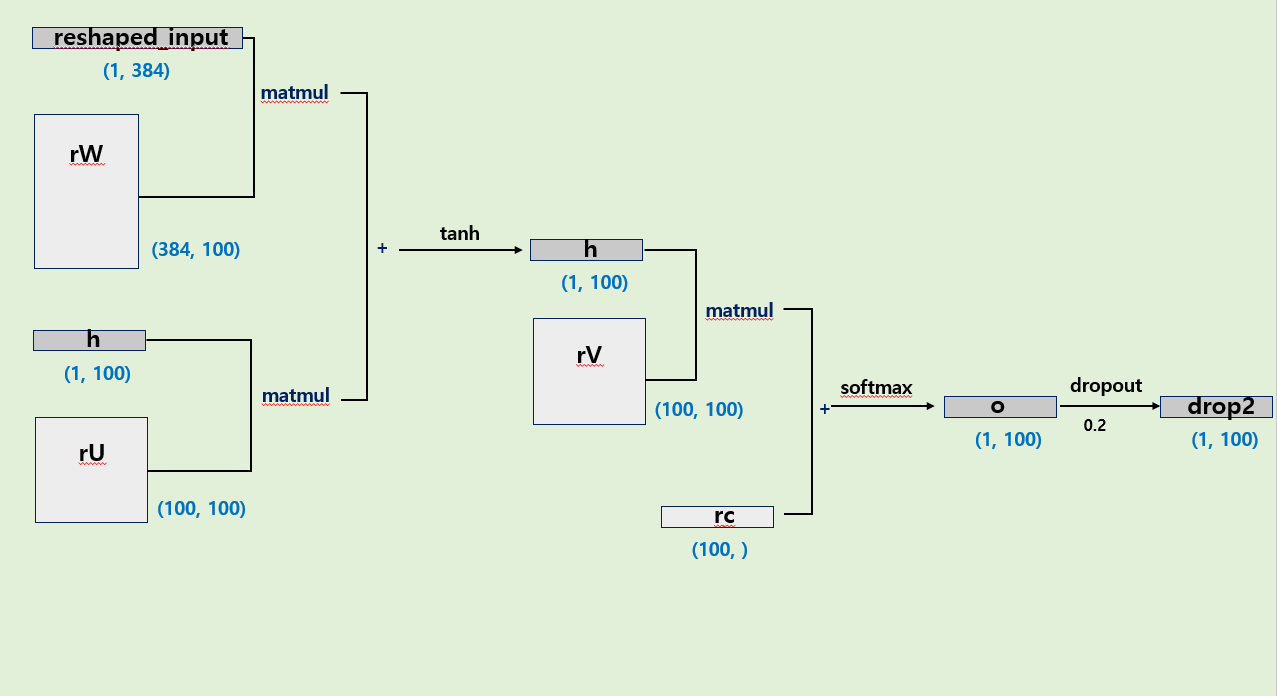 reshaped_input
(1, 384)
matmul
rW
(384, 100)
h
(1, 100)
matmul
rU
(100, 100)
+
tanh
h
(1, 100)
matmul
rV
(100, 100)
rc
(100, )
+
softmax
o
(1, 100)
dropout
0.2
drop2
(1, 100)